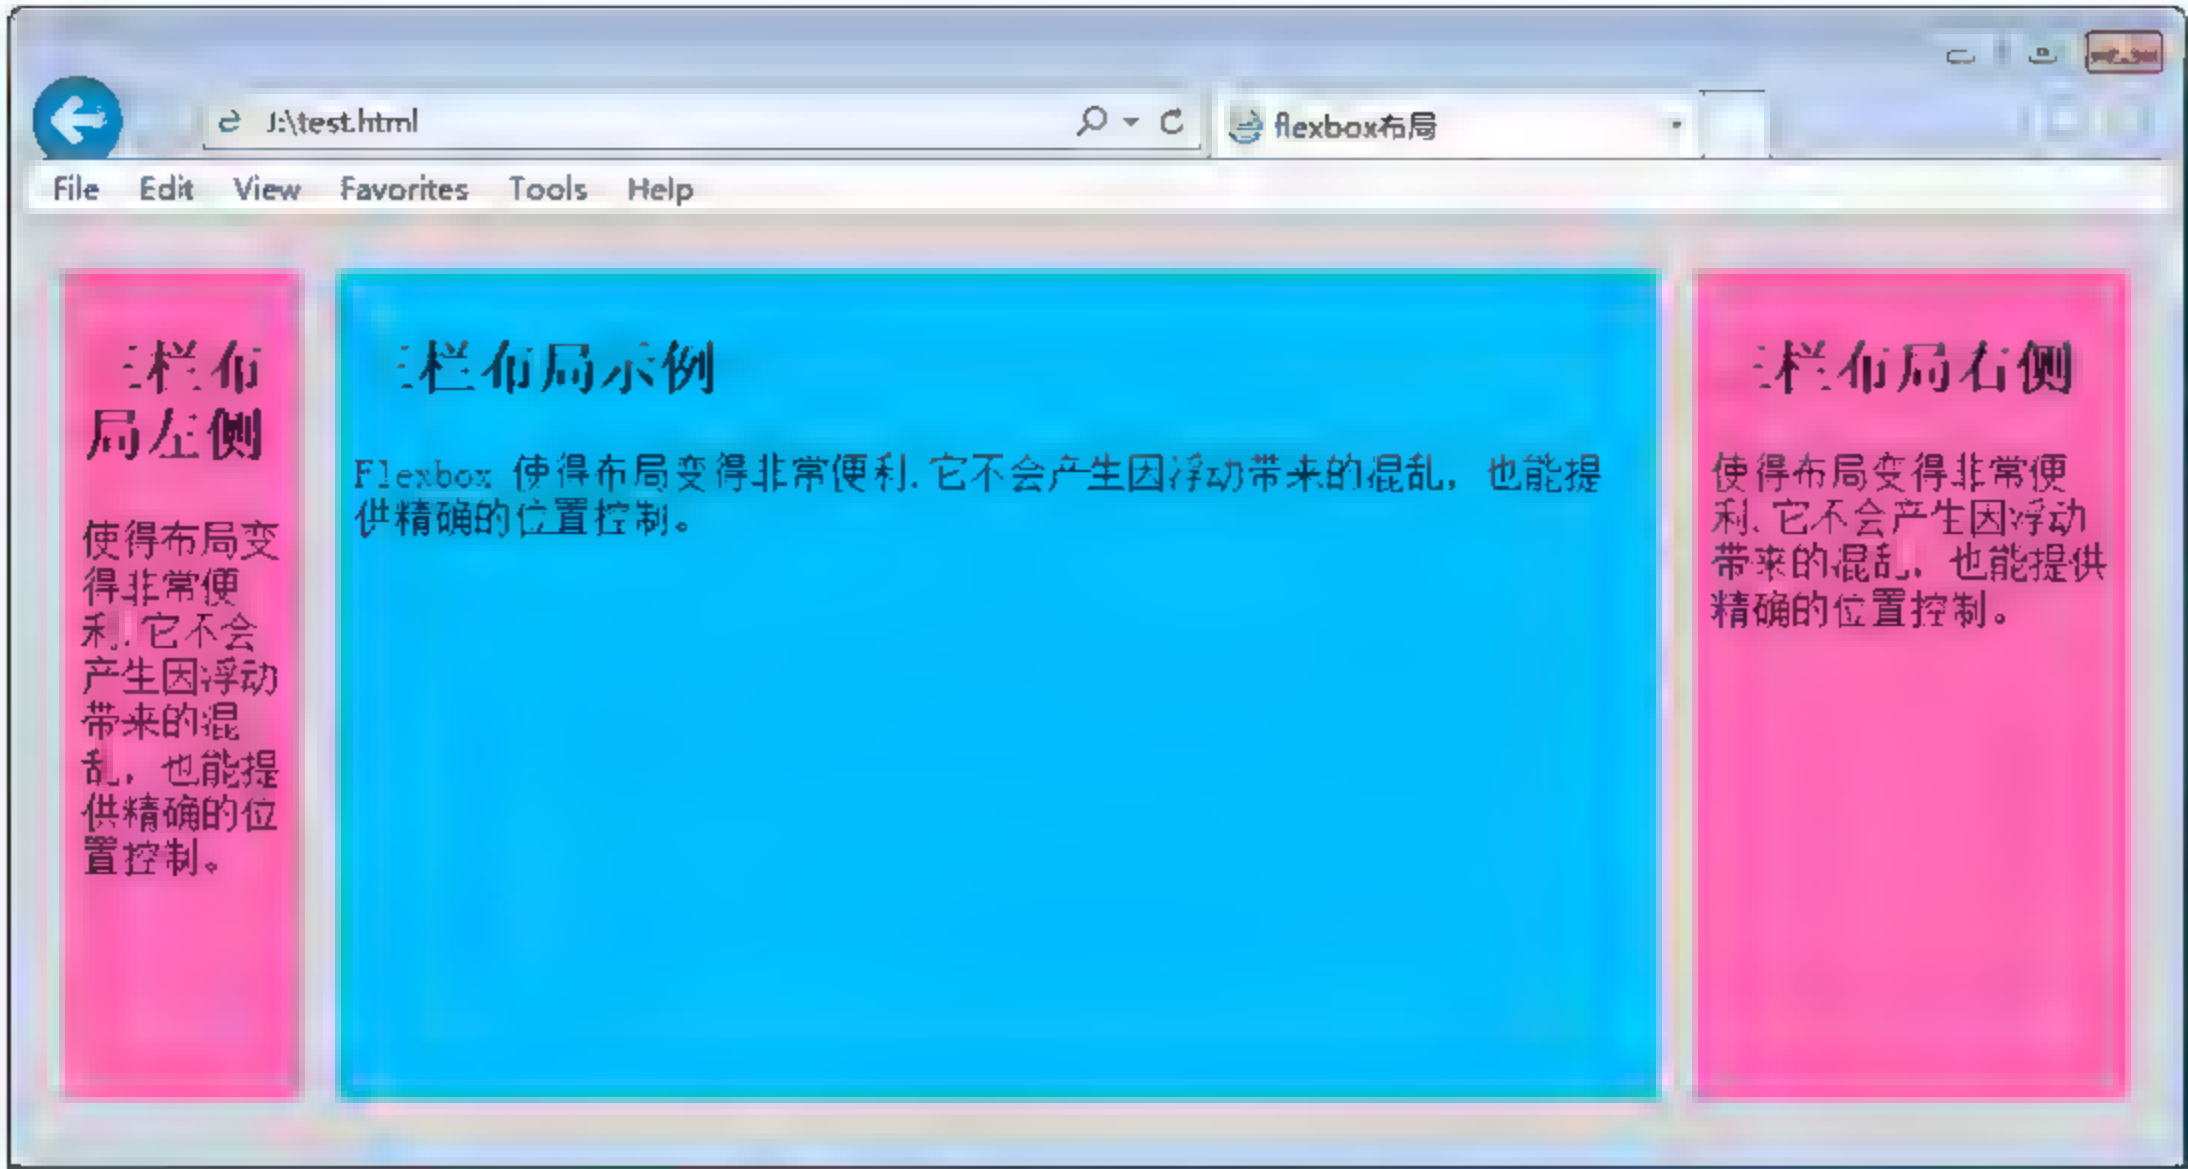 J:\test.html
flexbox布局
File Edit View Favorites Tools Help
三栏布
局左侧
使得布局变
得非常便
利.它不会
产生因浮动
带来的混
乱，也能提
供精确的位
置控制。
三栏布局示例
Flexbox 使得布局变得非常便利.它不会产生因浮动带来的混乱，也能提
供精确的位置控制。
三栏布局右侧
使得布局变得非常便
利.它不会产生因浮动
带来的混乱，也能提供
精确的位置控制。